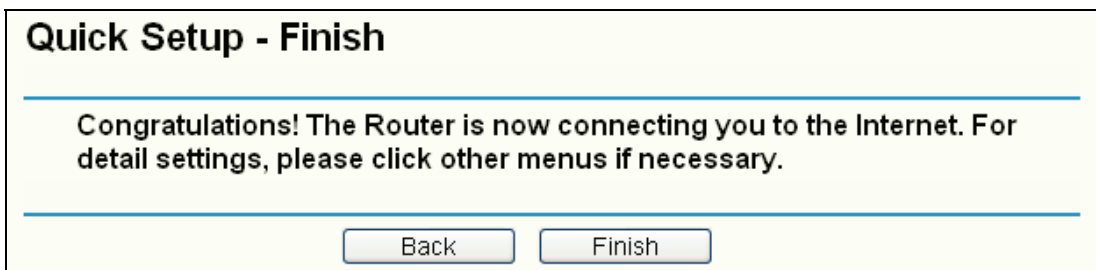 Quick Setup - Finish
Congratulations! The Router is now connecting you to the Internet. For
detail settings, please click other menus if necessary.
Back Finish